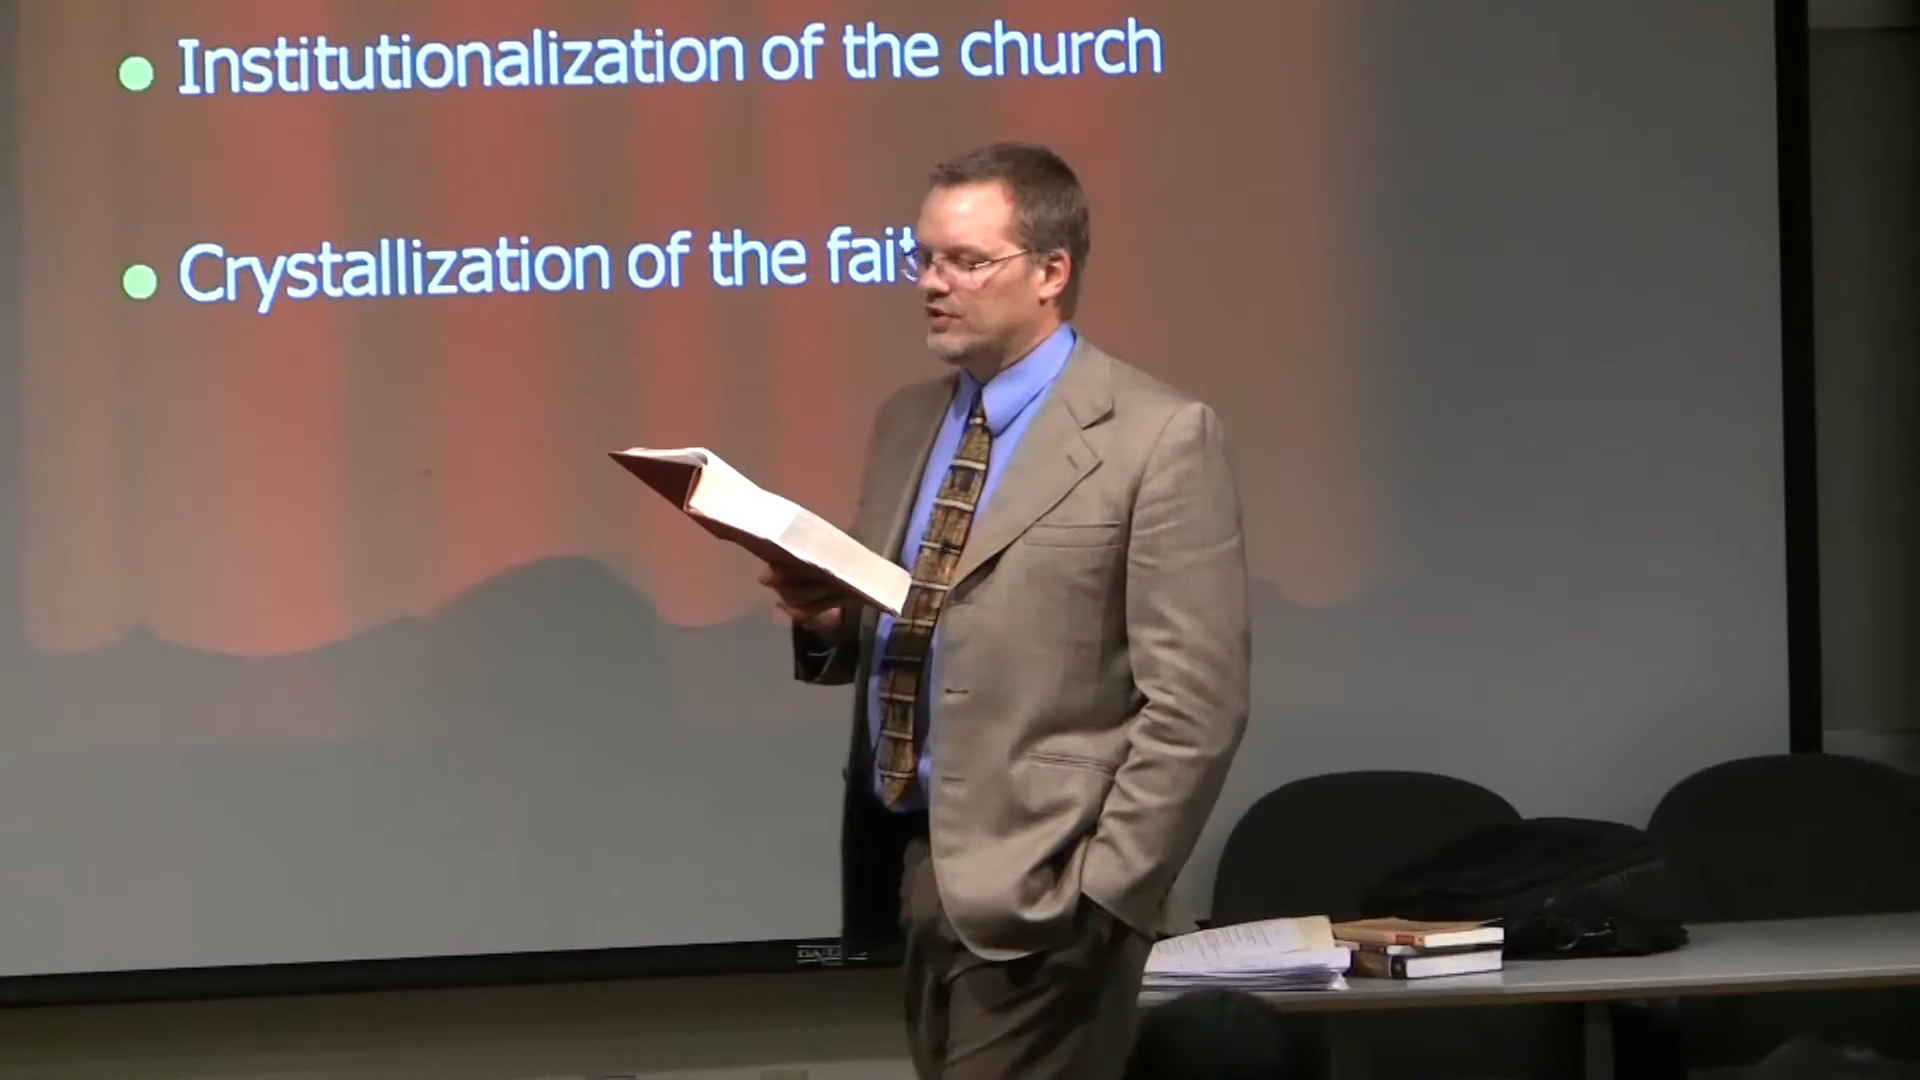 Institutionalization of the church
Crystallization of the fait